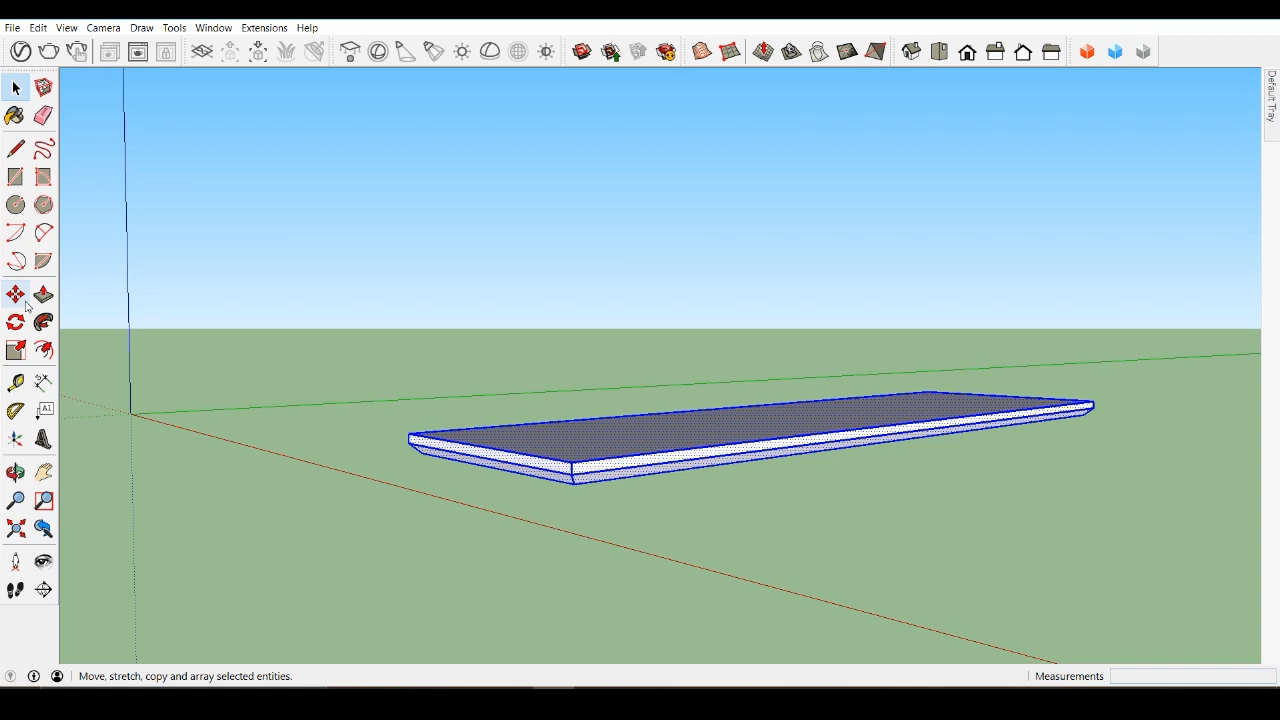 File Edit View Camera Draw Tools Window Extensions Help
Default Tray
A1
Move, stretch, copy and array selected entities.
Measurements